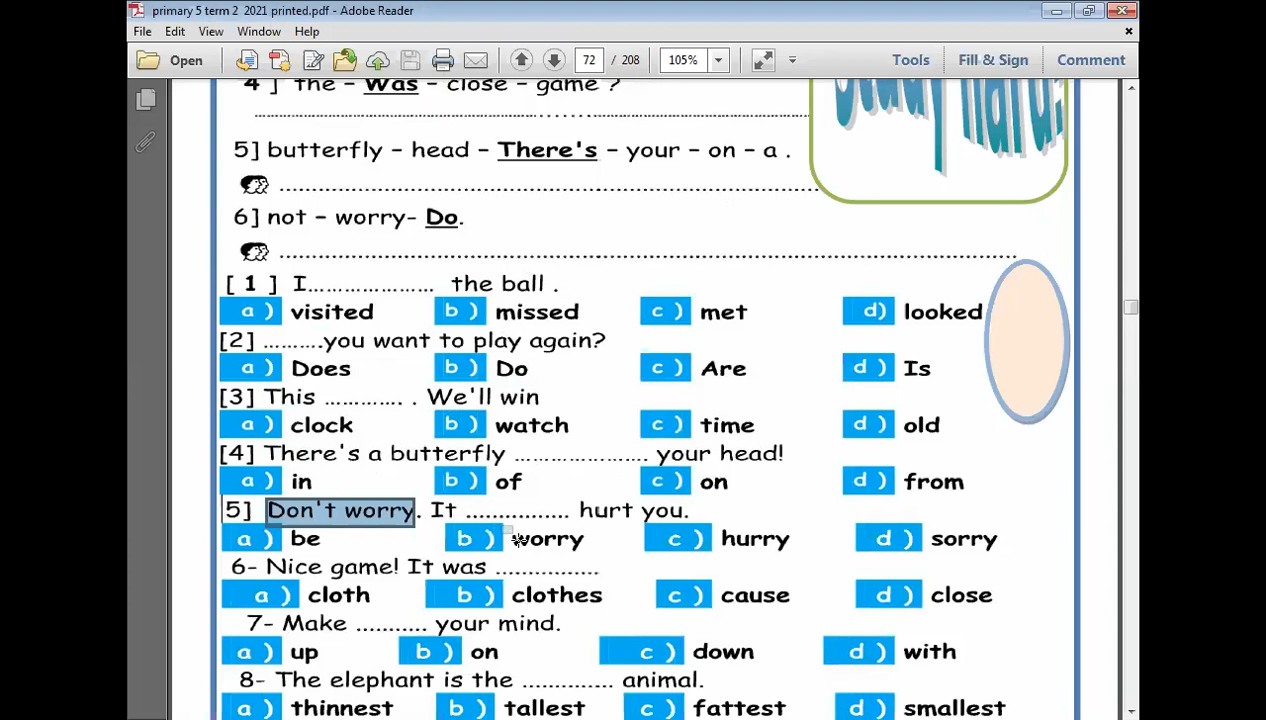 primary 5 term 2 2021 printed.pdf - Adobe Reader
File Edit View Window Help
Open 72 / 208 105% Tools Fill & Sign Comment
4 ] the – Was – close – game ?
Study hard!
5] butterfly – head – There's – your – on – a .
6] not – worry- Do.
[ 1 ] I…………………… the ball .
a ) visited b ) missed c ) met d) looked
[2] ……….you want to play again?
a ) Does b ) Do c ) Are d ) Is
[3] This …………. . We'll win
a ) clock b ) watch c ) time d ) old
[4] There's a butterfly …………………. your head!
a ) in b ) of c ) on d ) from
5] Don't worry. It ................ hurt you.
a ) be b ) worry c ) hurry d ) sorry
6- Nice game! It was ................
a ) cloth b ) clothes c ) cause d ) close
7- Make ........... your mind.
a ) up b ) on c ) down d ) with
8- The elephant is the .............. animal.
a ) thinnest b ) tallest c ) fattest d ) smallest